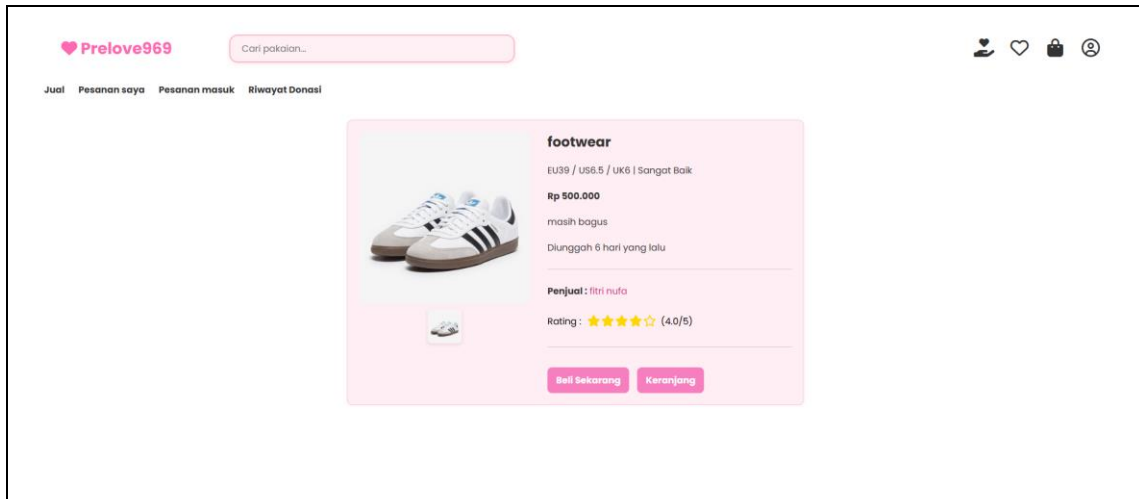 Prelove969
Cari pakaian...
Jual Pesanan saya Pesanan masuk Riwayat Donasi
footwear
EU39 / US6.5 / UK6 | Sangat Baik
Rp 500.000
masih bagus
Diunggah 6 hari yang lalu
Penjual : fitri nufa
Rating : (4.0/5)
Beli Sekarang Keranjang